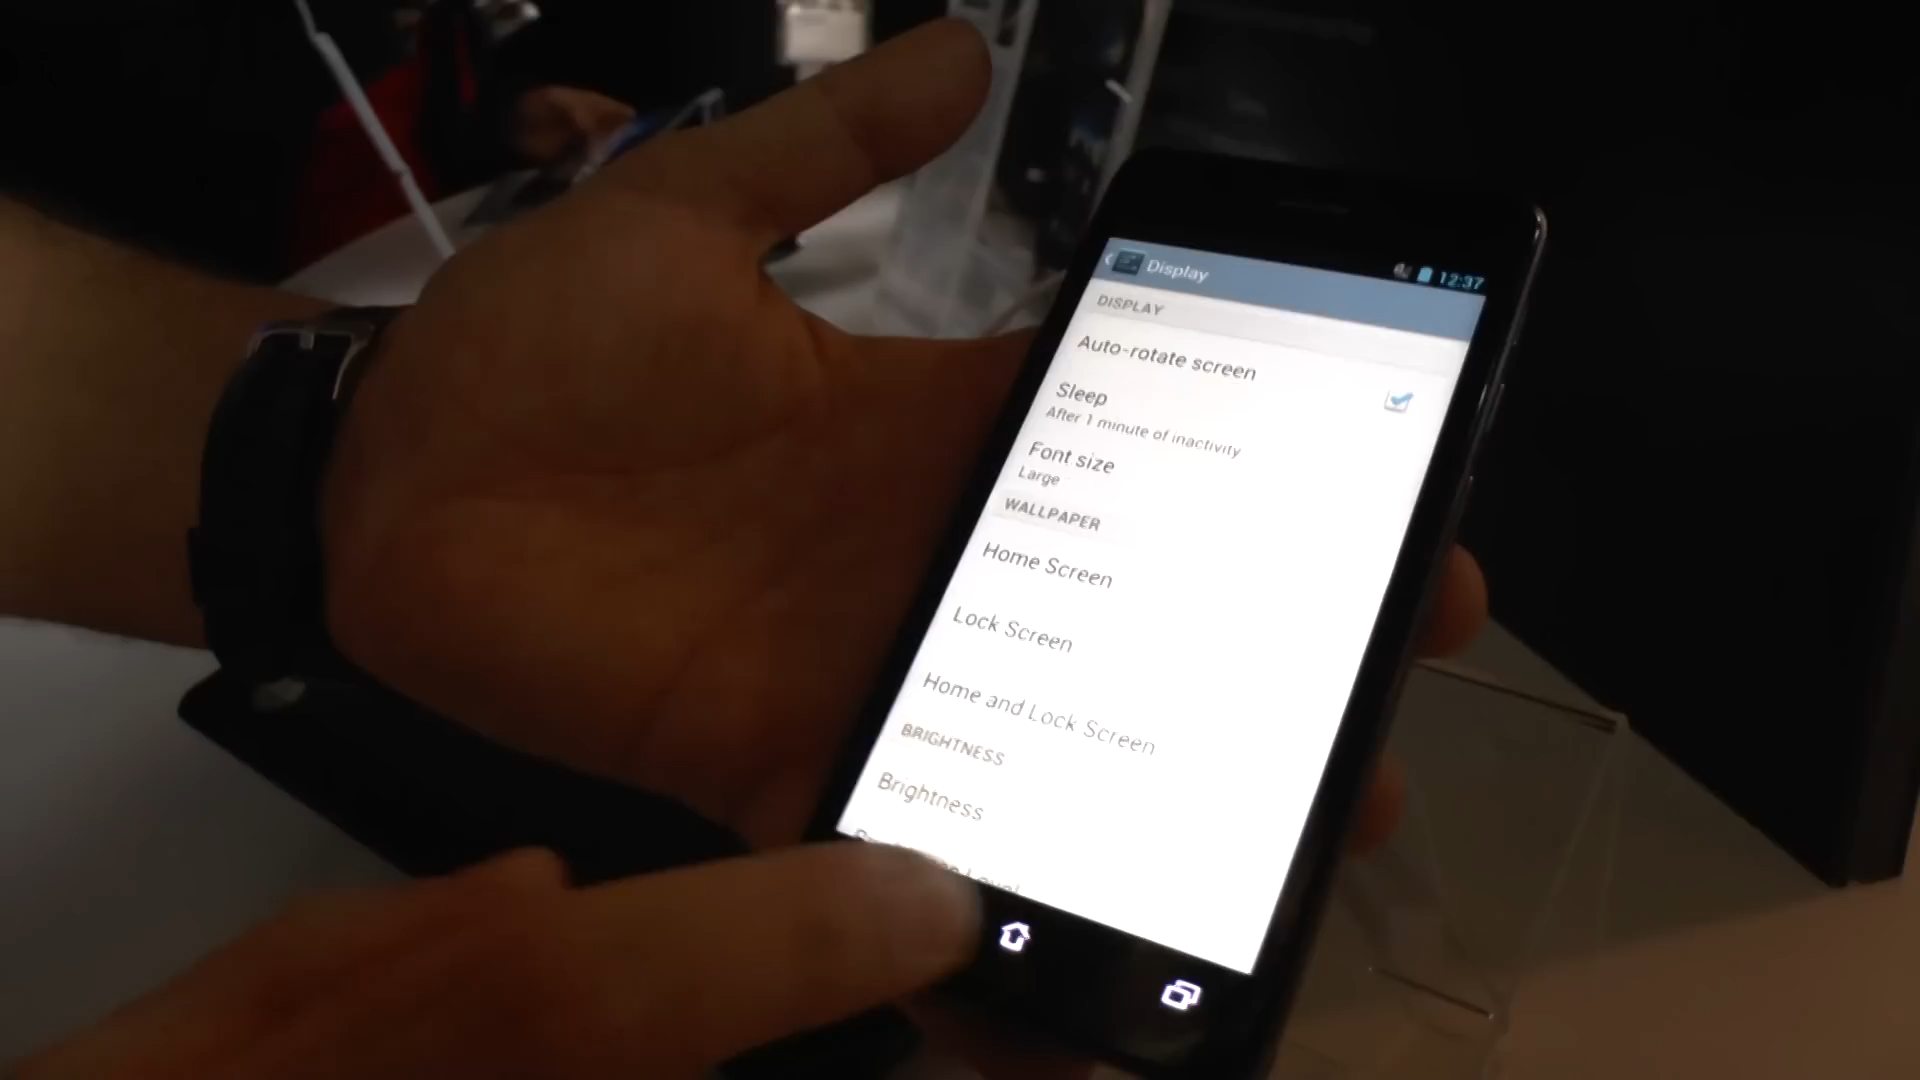 Display
12:37
DISPLAY
Auto-rotate screen
Sleep
After 1 minute of inactivity
Font size
Large
WALLPAPER
Home Screen
Lock Screen
Home and Lock Screen
BRIGHTNESS
Brightness
Level